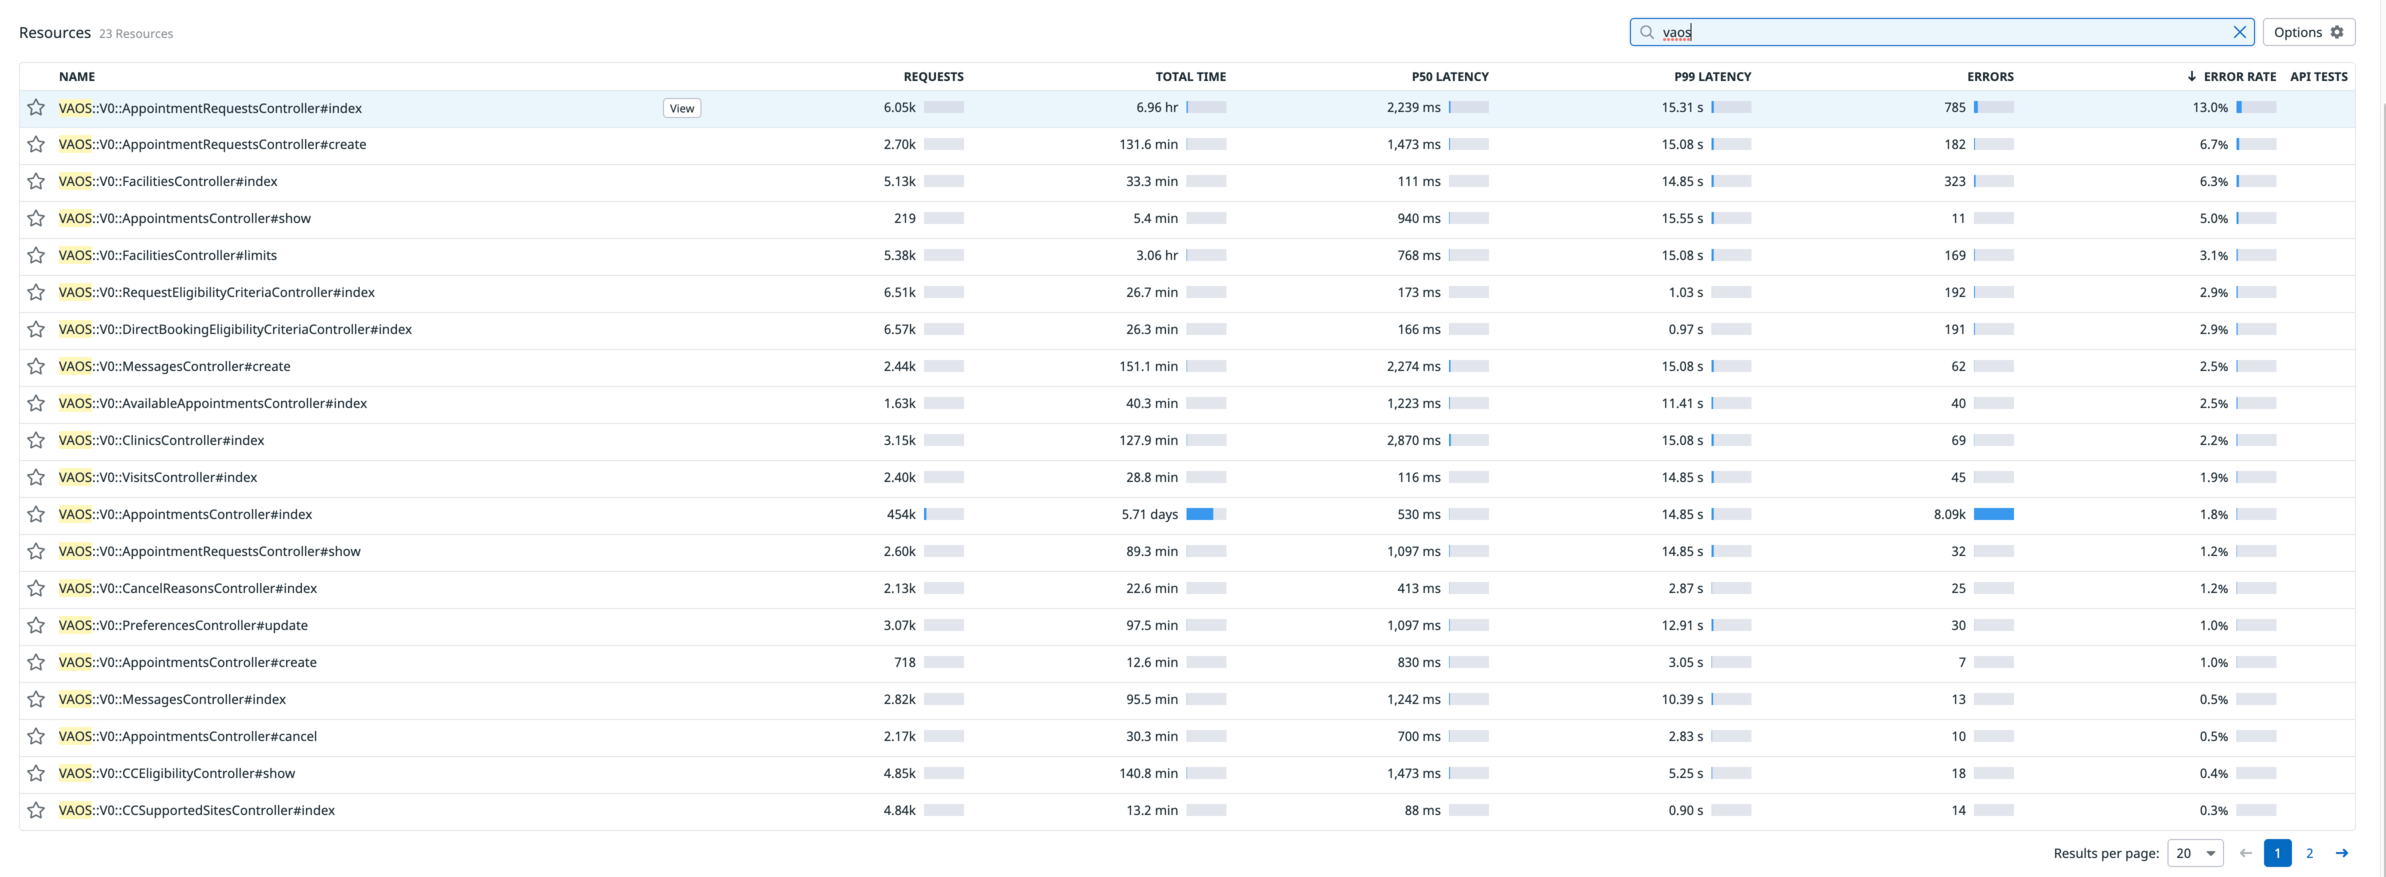 Resources 23 Resources vaos Options
NAME REQUESTS TOTAL TIME P50 LATENCY P99 LATENCY ERRORS ↓ ERROR RATE API TESTS
VAOS::V0::AppointmentRequestsController#index View 6.05k 6.96 hr 2,239 ms 15.31 s 785 13.0%
VAOS::V0::AppointmentRequestsController#create 2.70k 131.6 min 1,473 ms 15.08 s 182 6.7%
VAOS::V0::FacilitiesController#index 5.13k 33.3 min 111 ms 14.85 s 323 6.3%
VAOS::V0::AppointmentsController#show 219 5.4 min 940 ms 15.55 s 11 5.0%
VAOS::V0::FacilitiesController#limits 5.38k 3.06 hr 768 ms 15.08 s 169 3.1%
VAOS::V0::RequestEligibilityCriteriaController#index 6.51k 26.7 min 173 ms 1.03 s 192 2.9%
VAOS::V0::DirectBookingEligibilityCriteriaController#index 6.57k 26.3 min 166 ms 0.97 s 191 2.9%
VAOS::V0::MessagesController#create 2.44k 151.1 min 2,274 ms 15.08 s 62 2.5%
VAOS::V0::AvailableAppointmentsController#index 1.63k 40.3 min 1,223 ms 11.41 s 40 2.5%
VAOS::V0::ClinicsController#index 3.15k 127.9 min 2,870 ms 15.08 s 69 2.2%
VAOS::V0::VisitsController#index 2.40k 28.8 min 116 ms 14.85 s 45 1.9%
VAOS::V0::AppointmentsController#index 454k 5.71 days 530 ms 14.85 s 8.09k 1.8%
VAOS::V0::AppointmentRequestsController#show 2.60k 89.3 min 1,097 ms 14.85 s 32 1.2%
VAOS::V0::CancelReasonsController#index 2.13k 22.6 min 413 ms 2.87 s 25 1.2%
VAOS::V0::PreferencesController#update 3.07k 97.5 min 1,097 ms 12.91 s 30 1.0%
VAOS::V0::AppointmentsController#create 718 12.6 min 830 ms 3.05 s 7 1.0%
VAOS::V0::MessagesController#index 2.82k 95.5 min 1,242 ms 10.39 s 13 0.5%
VAOS::V0::AppointmentsController#cancel 2.17k 30.3 min 700 ms 2.83 s 10 0.5%
VAOS::V0::CCEligibilityController#show 4.85k 140.8 min 1,473 ms 5.25 s 18 0.4%
VAOS::V0::CCSupportedSitesController#index 4.84k 13.2 min 88 ms 0.90 s 14 0.3%
Results per page: 20 ← 1 2 →